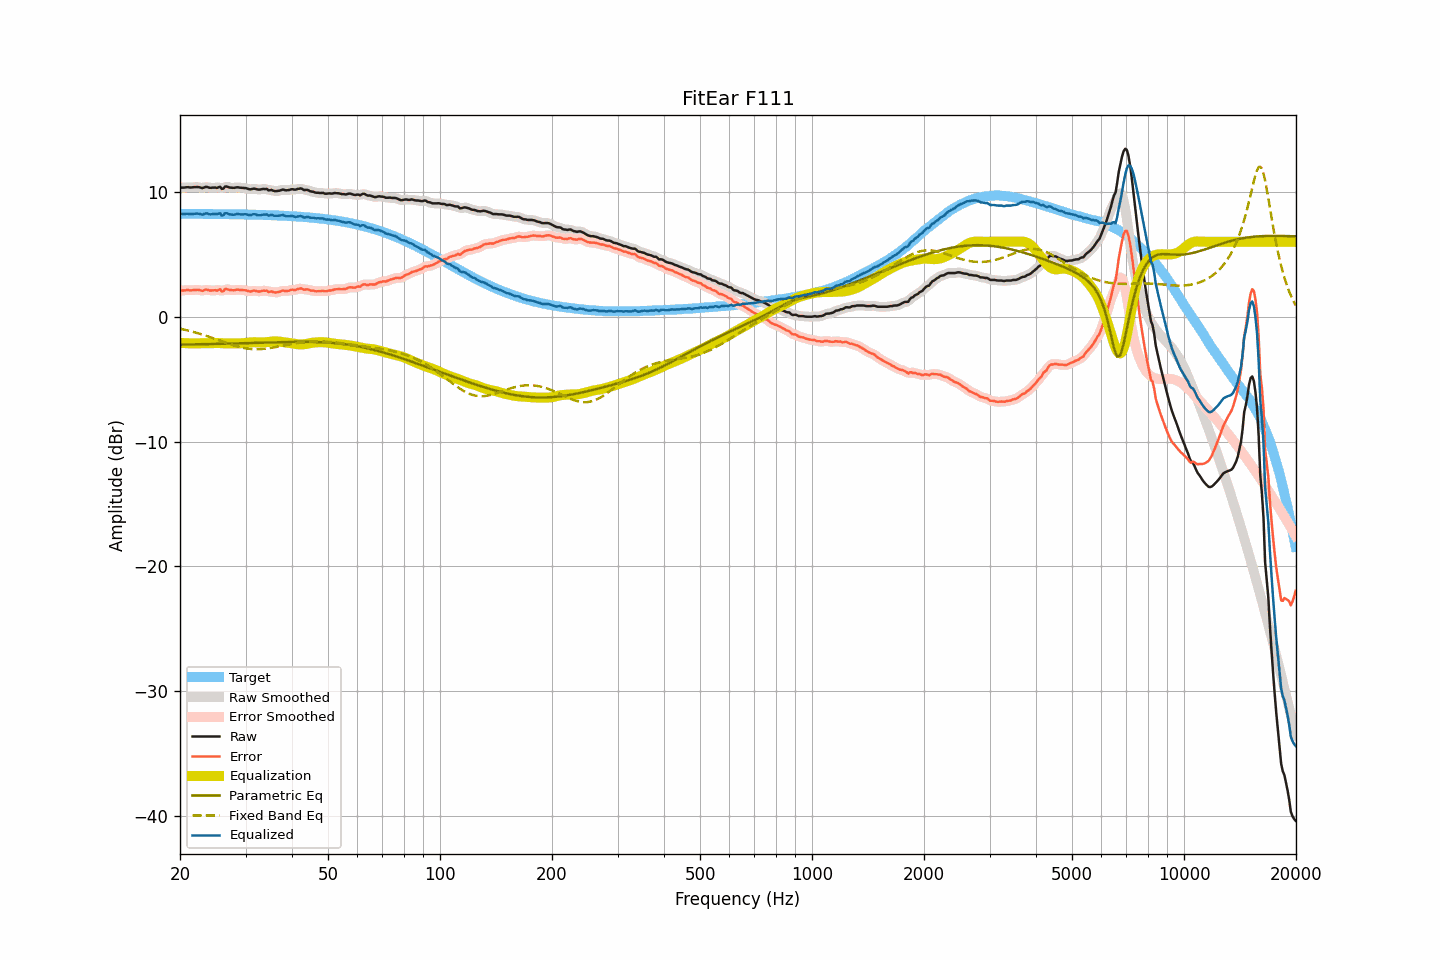 FitEar F111
10
0
−10
−20
−30
−40
Amplitude (dBr)
Target
Raw Smoothed
Error Smoothed
Raw
Error
Equalization
Parametric Eq
Fixed Band Eq
Equalized
20 50 100 200 500 1000 2000 5000 10000 20000
Frequency (Hz)